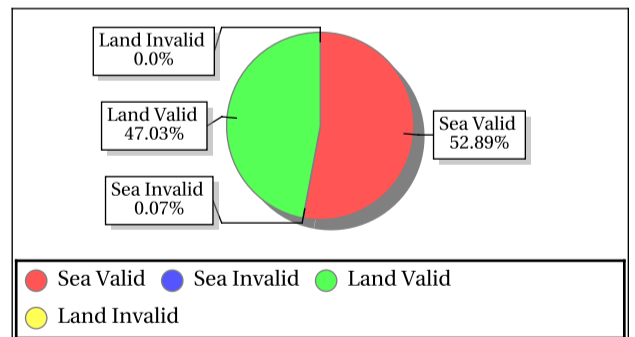 Land Invalid
0.0%
Land Valid
47.03%
Sea Valid
52.89%
Sea Invalid
0.07%
Sea Valid Sea Invalid Land Valid
Land Invalid